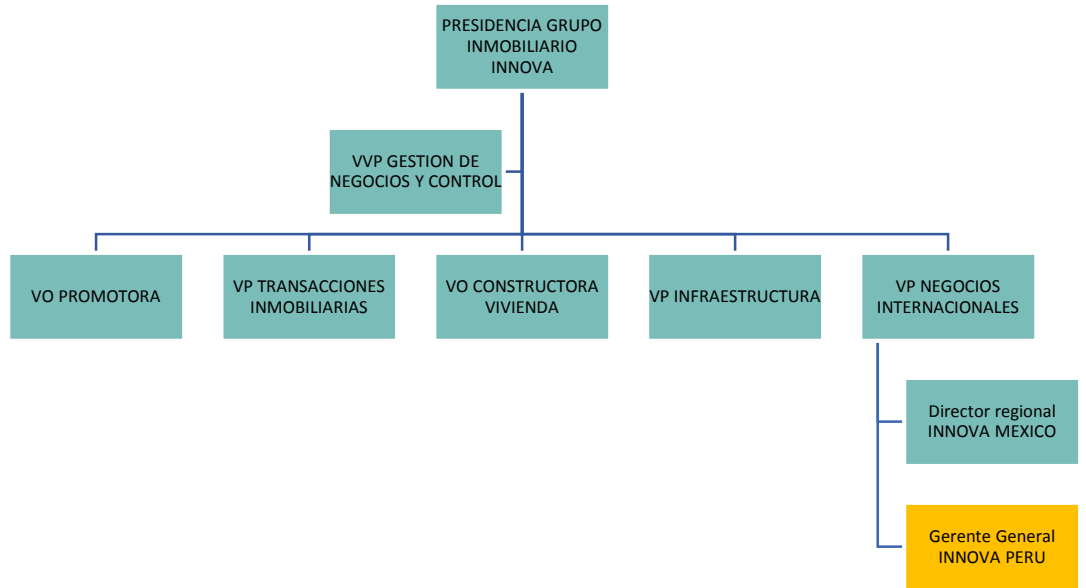 PRESIDENCIA GRUPO
INMOBILIARIO
INNOVA
VVP GESTION DE
NEGOCIOS Y CONTROL
VO PROMOTORA
VP TRANSACCIONES
INMOBILIARIAS
VO CONSTRUCTORA
VIVIENDA
VP INFRAESTRUCTURA
VP NEGOCIOS
INTERNACIONALES
Director regional
INNOVA MEXICO
Gerente General
INNOVA PERU